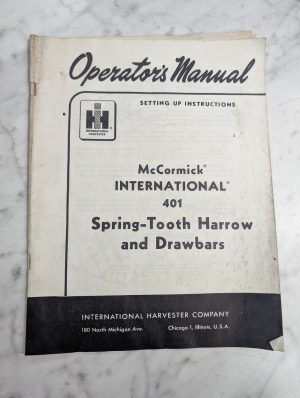 Operator's Manual
SETTING UP INSTRUCTIONS
IH
INTERNATIONAL
HARVESTER
McCormick®
INTERNATIONAL®
401
Spring-Tooth Harrow
and Drawbars
INTERNATIONAL HARVESTER COMPANY
180 North Michigan Ave. Chicago 1, Illinois, U.S.A.